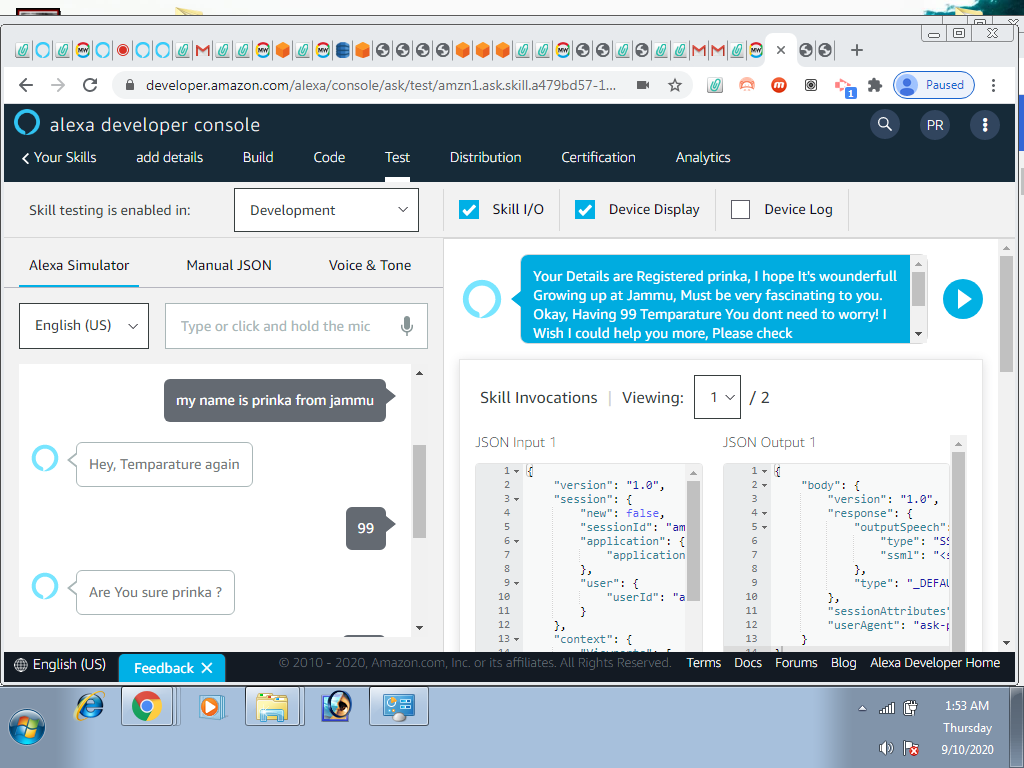 developer.amazon.com/alexa/console/ask/test/amzn1.ask.skill.a479bd57-1...
1
Paused
alexa developer console
PR
Your Skills add details Build Code Test Distribution Certification Analytics
Skill testing is enabled in: Development Skill I/O Device Display Device Log
Alexa Simulator Manual JSON Voice & Tone
English (US) Type or click and hold the mic
my name is prinka from jammu
Hey, Temparature again
99
Are You sure prinka ?
Your Details are Registered prinka, I hope It's wounderfull
Growing up at Jammu, Must be very fascinating to you.
Okay, Having 99 Temparature You dont need to worry! I
Wish I could help you more, Please check
Skill Invocations | Viewing: 1 / 2
JSON Input 1
1 {
2 "version": "1.0",
3 "session": {
4 "new": false,
5 "sessionId": "am
6 "application": {
7 "application
8 },
9 "user": {
10 "userId": "a
11 }
12 },
13 "context": {
JSON Output 1
1 {
2 "body": {
3 "version": "1.0",
4 "response": {
5 "outputSpeech"
6 "type": "SS
7 "ssml": "<s
8 },
9 "type": "_DEFAU
10 },
11 "sessionAttributes"
12 "userAgent": "ask-p
13 }
English (US) Feedback © 2010 - 2020, Amazon.com, Inc. or its affiliates. All Rights Reserved. Terms Docs Forums Blog Alexa Developer Home
1:53 AM
Thursday
9/10/2020